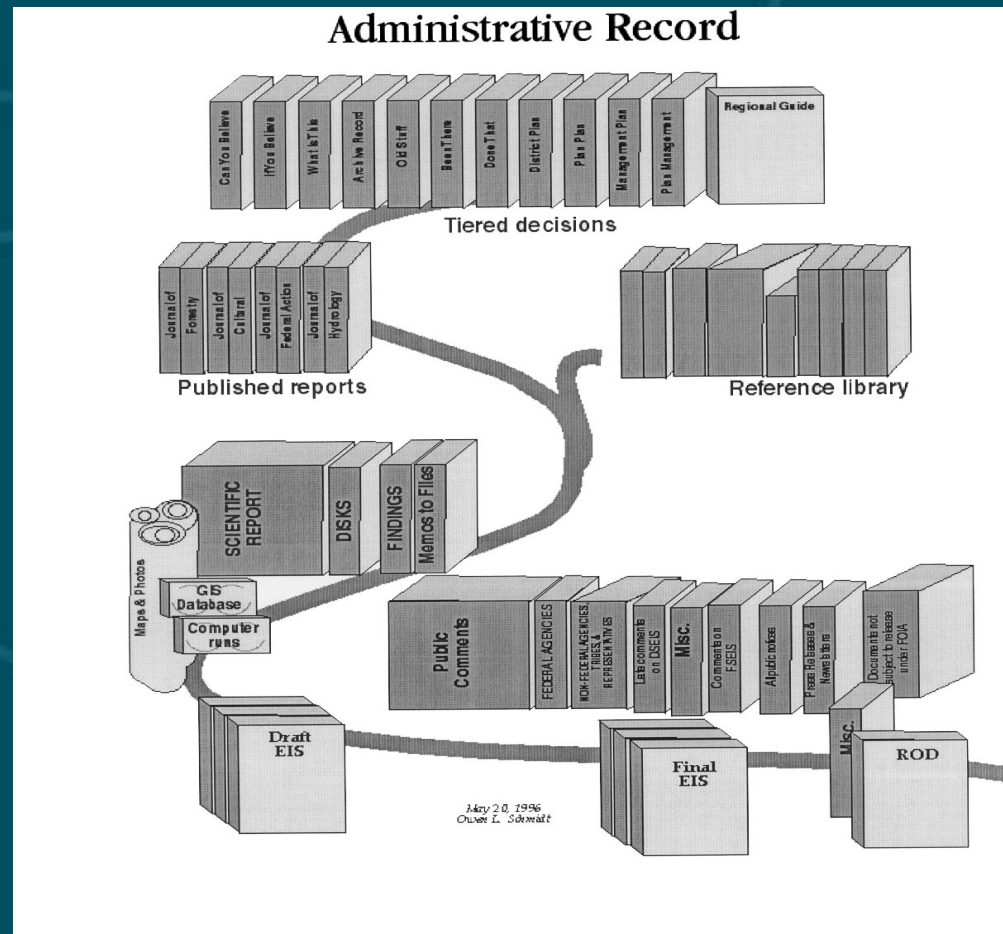 Administrative Record
Can You Believe
If You Believe
What Is This
Archive Record
Old Stuff
Been There
Done That
District Plan
Plan Plan
Management Plan
Plan Management
Regional Guide
Tiered decisions
Journal of
Forestry
Journal of
Cultural
Journal of
Federal Action
Journal of
Hydrology
Published reports
Reference library
SCIENTIFIC
REPORT
DISKS
FINDINGS
Memos to Files
Maps & Photos
GIS
Database
Computer
runs
Public
Comments
FEDERAL AGENCIES
NON-FEDERAL AGENCIES,
TRIBES, &
REPRESENTATIVES
Late comments
on DSEIS
Misc.
Comments on
FSEIS
All public notices
Press Releases &
Newsletters
Documents not
subject to release
under FOIA
Misc.
Draft
EIS
Final
EIS
ROD
May 20, 1996
Owen L. Schmidt